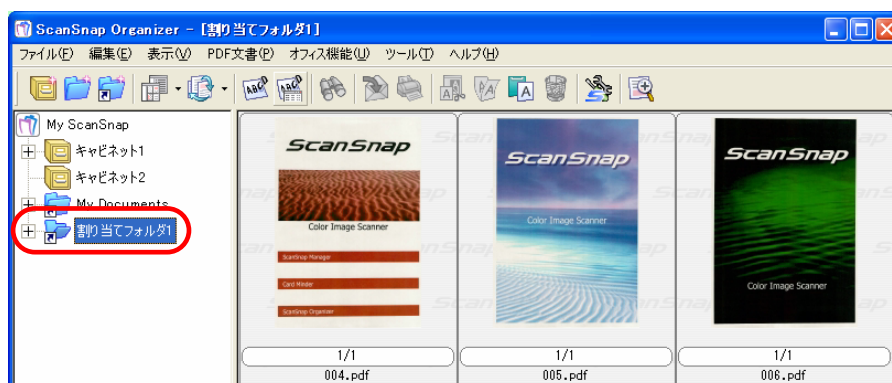 ScanSnap Organizer - [割り当てフォルダ1]
ファイル(F) 編集(E) 表示(V) PDF文書(P) オフィス機能(U) ツール(T) ヘルプ(H)
My ScanSnap
キャビネット1
キャビネット2
My Documents
割り当てフォルダ1
ScanSnap
Color Image Scanner
ScanSnap Manager
Card Minder
ScanSnap Organizer
1/1
004.pdf
ScanSnap
Color Image Scanner
1/1
005.pdf
ScanSnap
Color Image Scanner
1/1
006.pdf